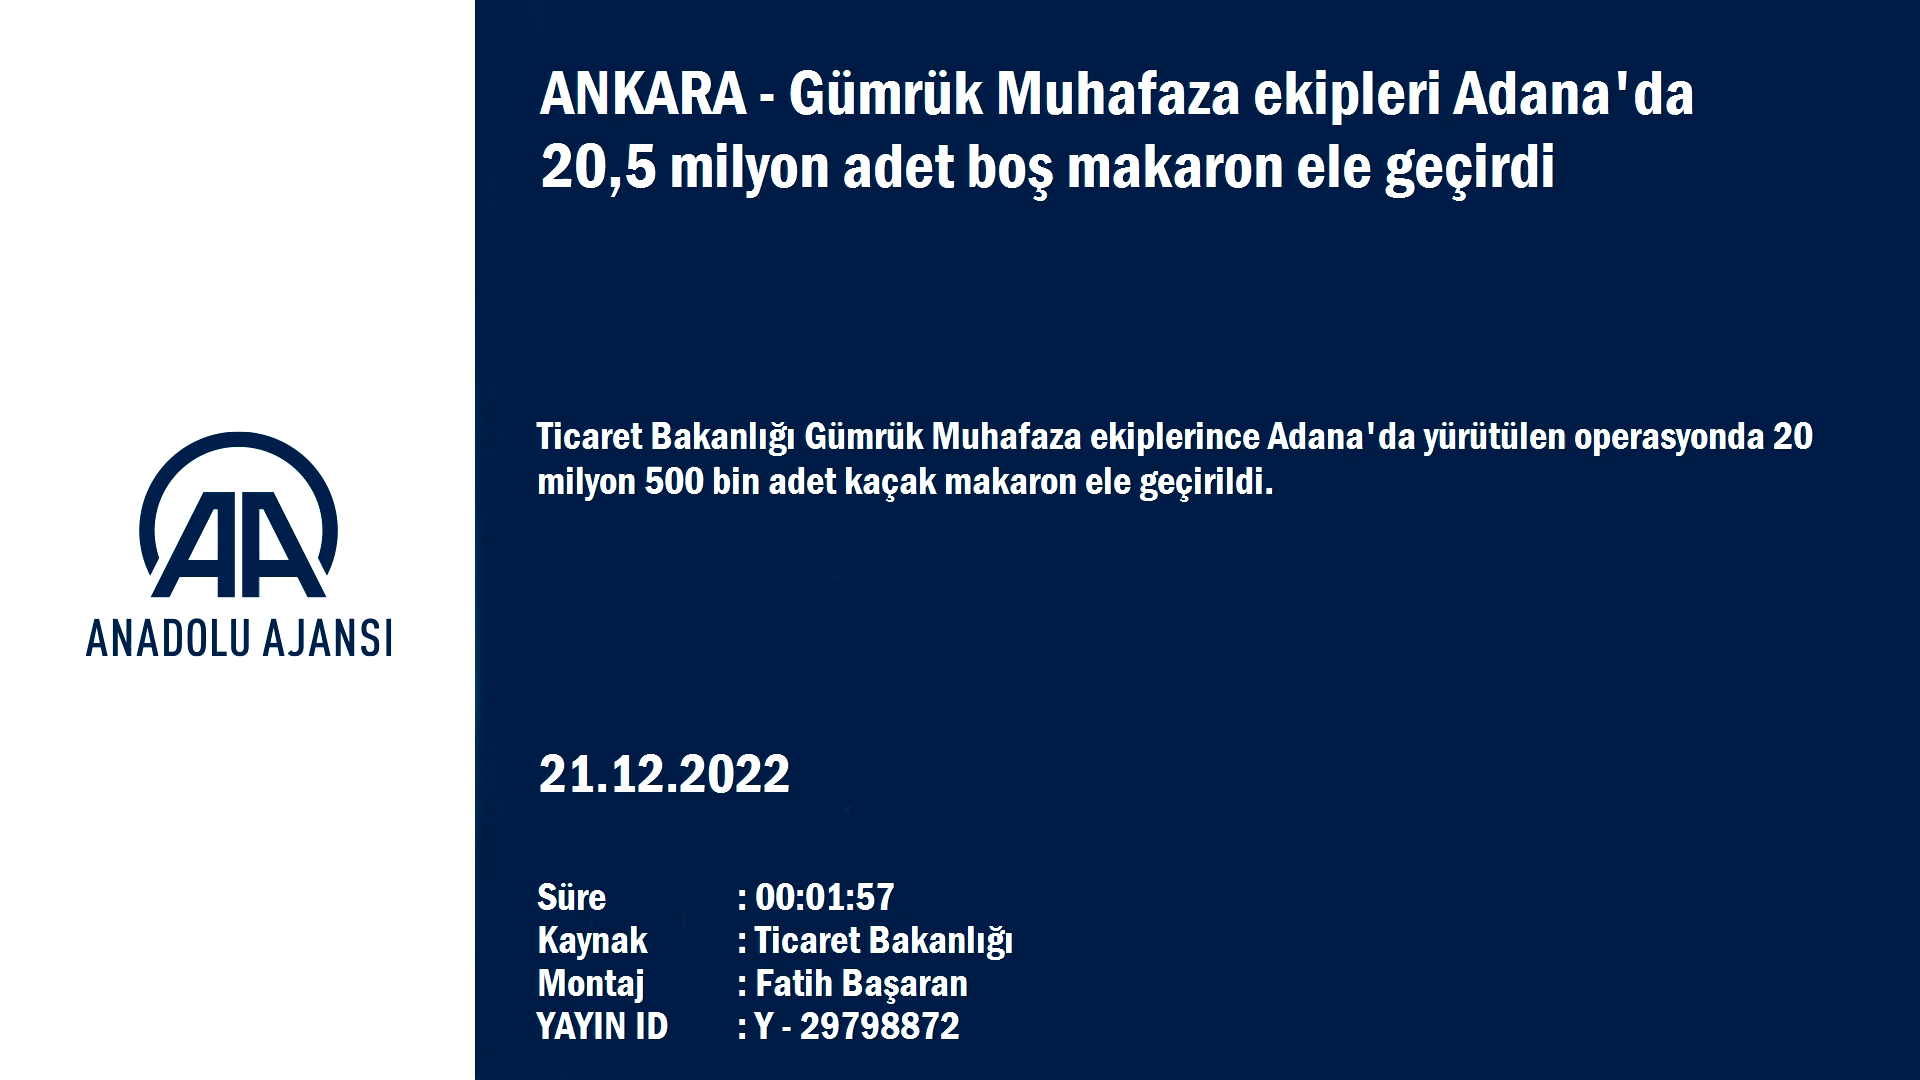 ANKARA - Gümrük Muhafaza ekipleri Adana'da
20,5 milyon adet boş makaron ele geçirdi
Ticaret Bakanlığı Gümrük Muhafaza ekiplerince Adana'da yürütülen operasyonda 20
milyon 500 bin adet kaçak makaron ele geçirildi.
AA
ANADOLU AJANSI
21.12.2022
Süre : 00:01:57
Kaynak : Ticaret Bakanlığı
Montaj : Fatih Başaran
YAYIN ID : Y - 29798872